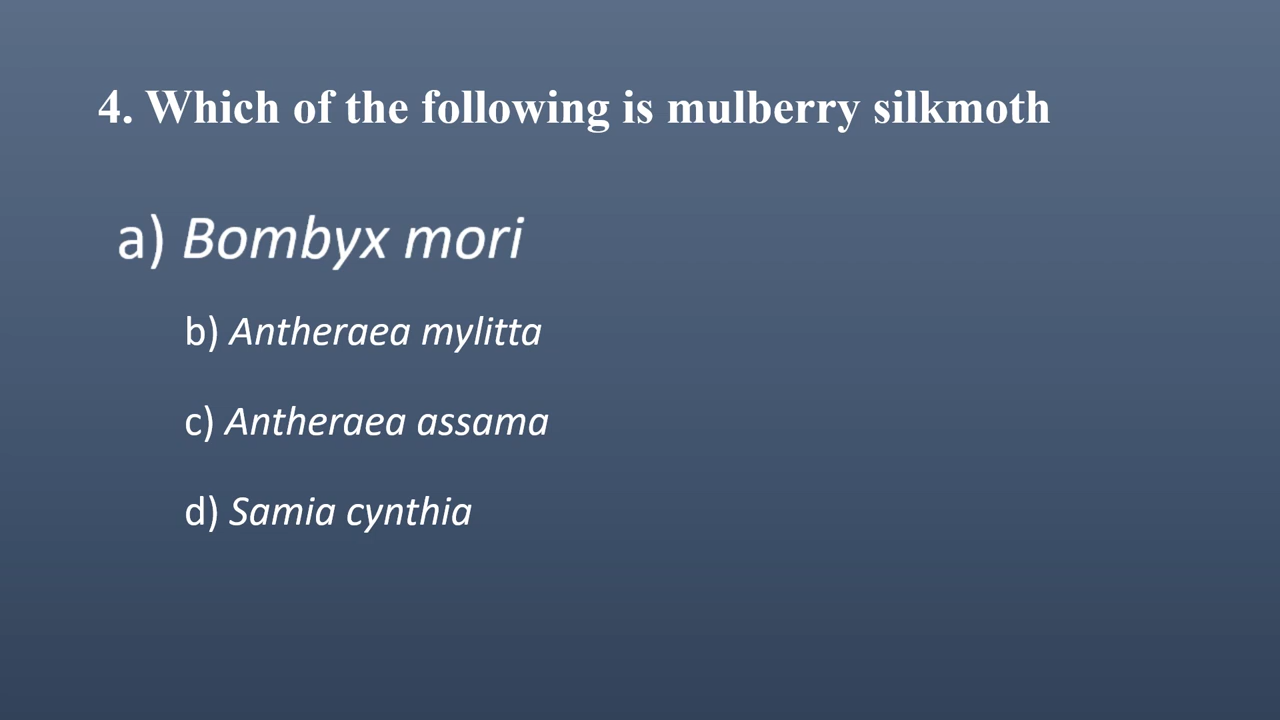 4. Which of the following is mulberry silkmoth
a) Bombyx mori
b) Antheraea mylitta
c) Antheraea assama
d) Samia cynthia